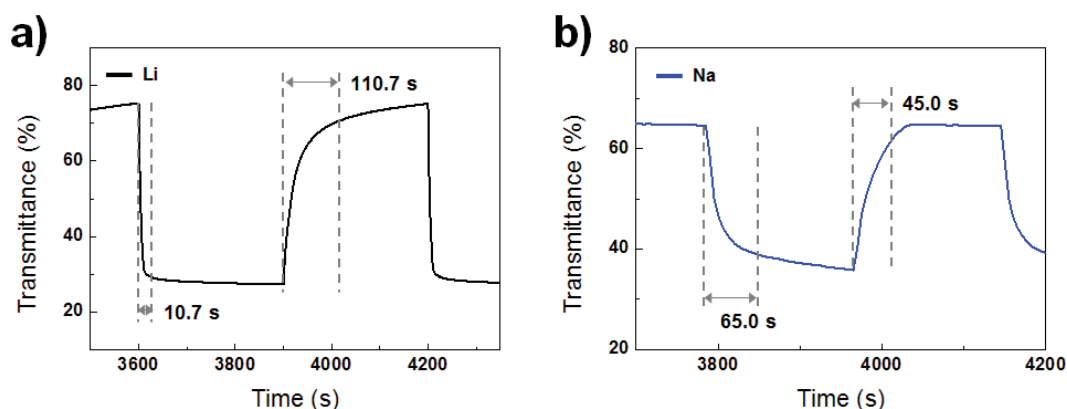 a)
Li
110.7 s
10.7 s
Transmittance (%)
80
60
40
20
3600
3800
4000
4200
Time (s)
b)
Na
45.0 s
65.0 s
Transmittance (%)
80
60
40
20
3800
4000
4200
Time (s)